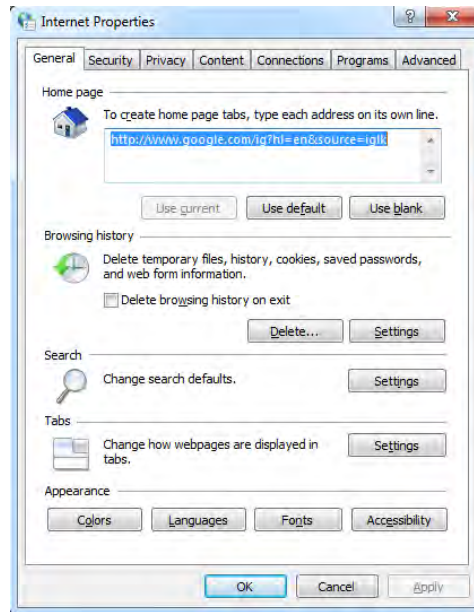 Internet Properties
General Security Privacy Content Connections Programs Advanced
Home page
To create home page tabs, type each address on its own line.
http://www.google.com/ig?hl=en&source=iglk
Use current Use default Use blank
Browsing history
Delete temporary files, history, cookies, saved passwords,
and web form information.
Delete browsing history on exit
Delete... Settings
Search
Change search defaults. Settings
Tabs
Change how webpages are displayed in
tabs.
Settings
Appearance
Colors Languages Fonts Accessibility
OK Cancel Apply